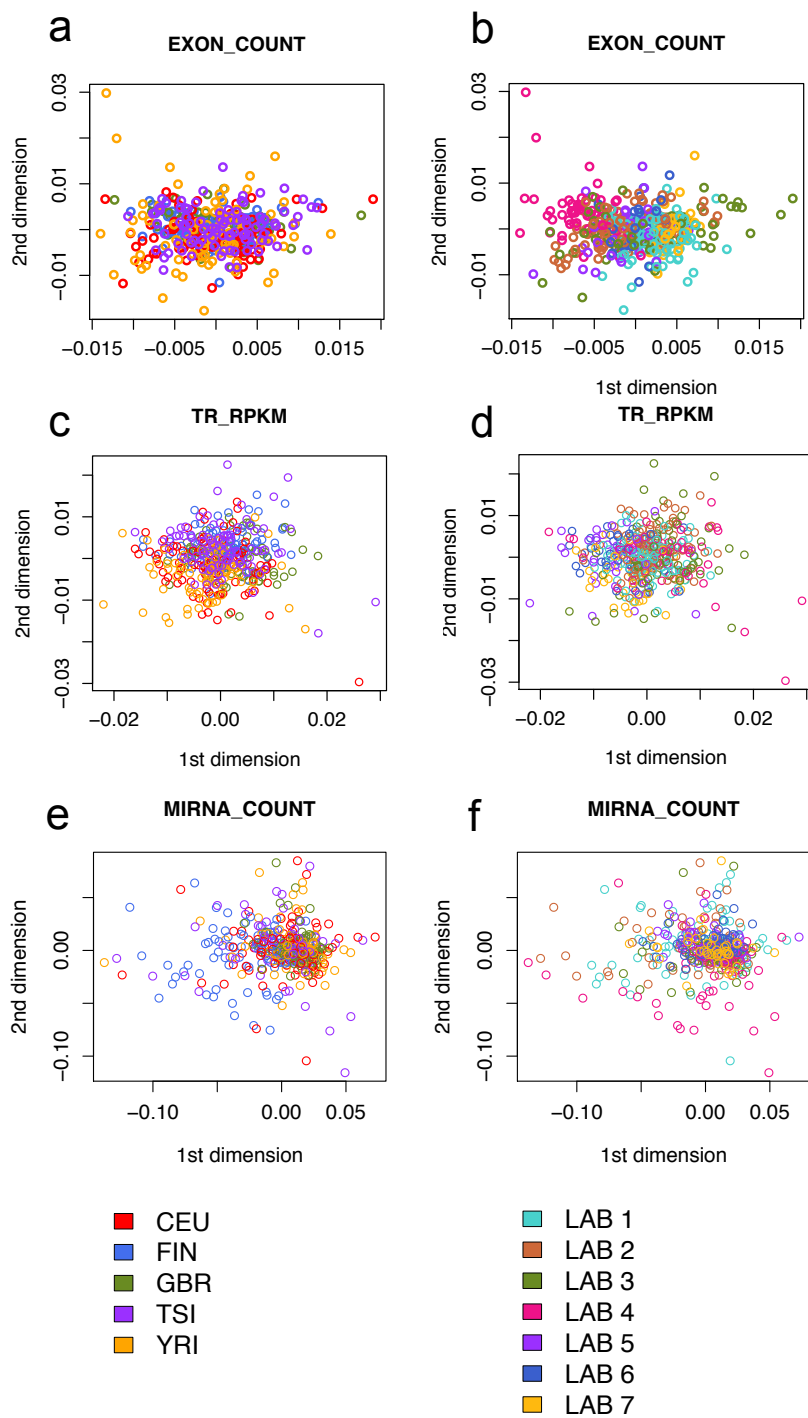 a
EXON_COUNT
2nd dimension
0.03
0.01
−0.01
−0.015
−0.005
0.005
0.015
b
EXON_COUNT
2nd dimension
0.03
0.01
−0.01
−0.015
−0.005
0.005
0.015
1st dimension
c
TR_RPKM
2nd dimension
0.01
−0.01
−0.03
−0.02
0.00
0.02
1st dimension
d
TR_RPKM
2nd dimension
0.01
−0.01
−0.03
−0.02
0.00
0.02
1st dimension
e
MIRNA_COUNT
2nd dimension
0.00
−0.10
−0.10
0.00
0.05
1st dimension
f
MIRNA_COUNT
2nd dimension
0.00
−0.10
−0.10
0.00
0.05
1st dimension
CEU
FIN
GBR
TSI
YRI
LAB 1
LAB 2
LAB 3
LAB 4
LAB 5
LAB 6
LAB 7